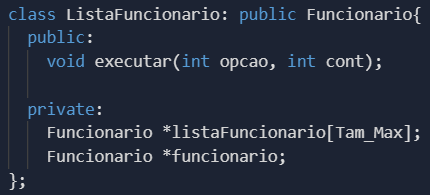 class ListaFuncionario: public Funcionario{
  public:
    void executar(int opcao, int cont);

  private:
    Funcionario *listaFuncionario[Tam_Max];
    Funcionario *funcionario;
};